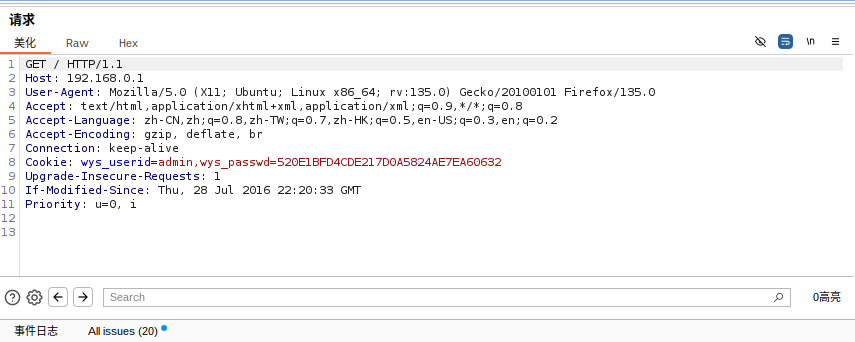 请求
美化 Raw Hex \n
1 GET / HTTP/1.1
2 Host: 192.168.0.1
3 User-Agent: Mozilla/5.0 (X11; Ubuntu; Linux x86_64; rv:135.0) Gecko/20100101 Firefox/135.0
4 Accept: text/html,application/xhtml+xml,application/xml;q=0.9,*/*;q=0.8
5 Accept-Language: zh-CN,zh;q=0.8,zh-TW;q=0.7,zh-HK;q=0.5,en-US;q=0.3,en;q=0.2
6 Accept-Encoding: gzip, deflate, br
7 Connection: keep-alive
8 Cookie: wys_userid=admin,wys_passwd=520E1BFD4CDE217D0A5824AE7EA60632
9 Upgrade-Insecure-Requests: 1
10 If-Modified-Since: Thu, 28 Jul 2016 22:20:33 GMT
11 Priority: u=0, i
12
13
Search 0高亮
事件日志 All issues (20)